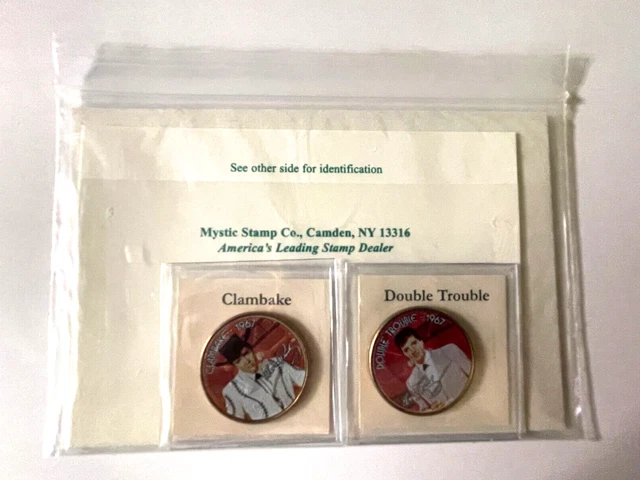 See other side for identification
Mystic Stamp Co., Camden, NY 13316
America's Leading Stamp Dealer
Clambake
Double Trouble
CLAMBAKE 1967
DOUBLE TROUBLE 1967